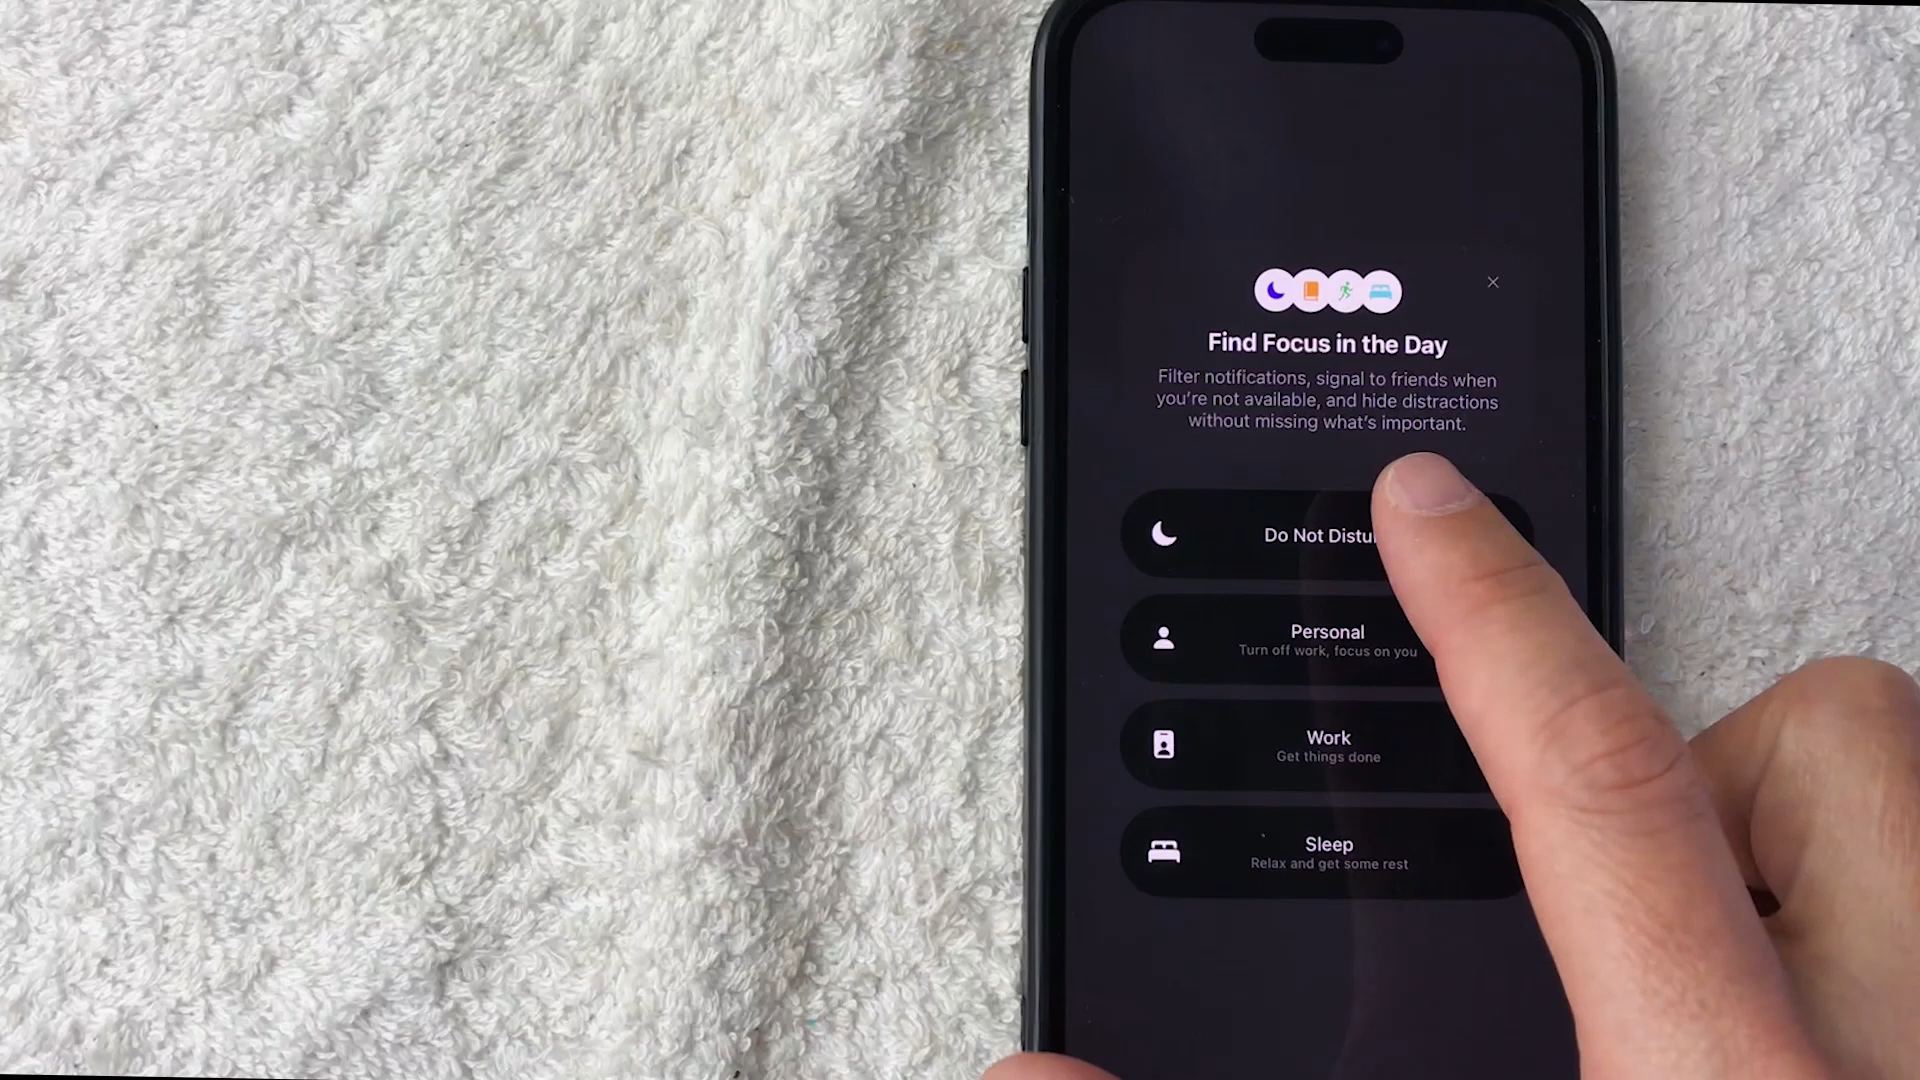 Find Focus in the Day
Filter notifications, signal to friends when
you're not available, and hide distractions
without missing what's important.
Do Not
Personal
Turn off work, focus on you
Work
Get things done
Sleep
Relax and get some rest